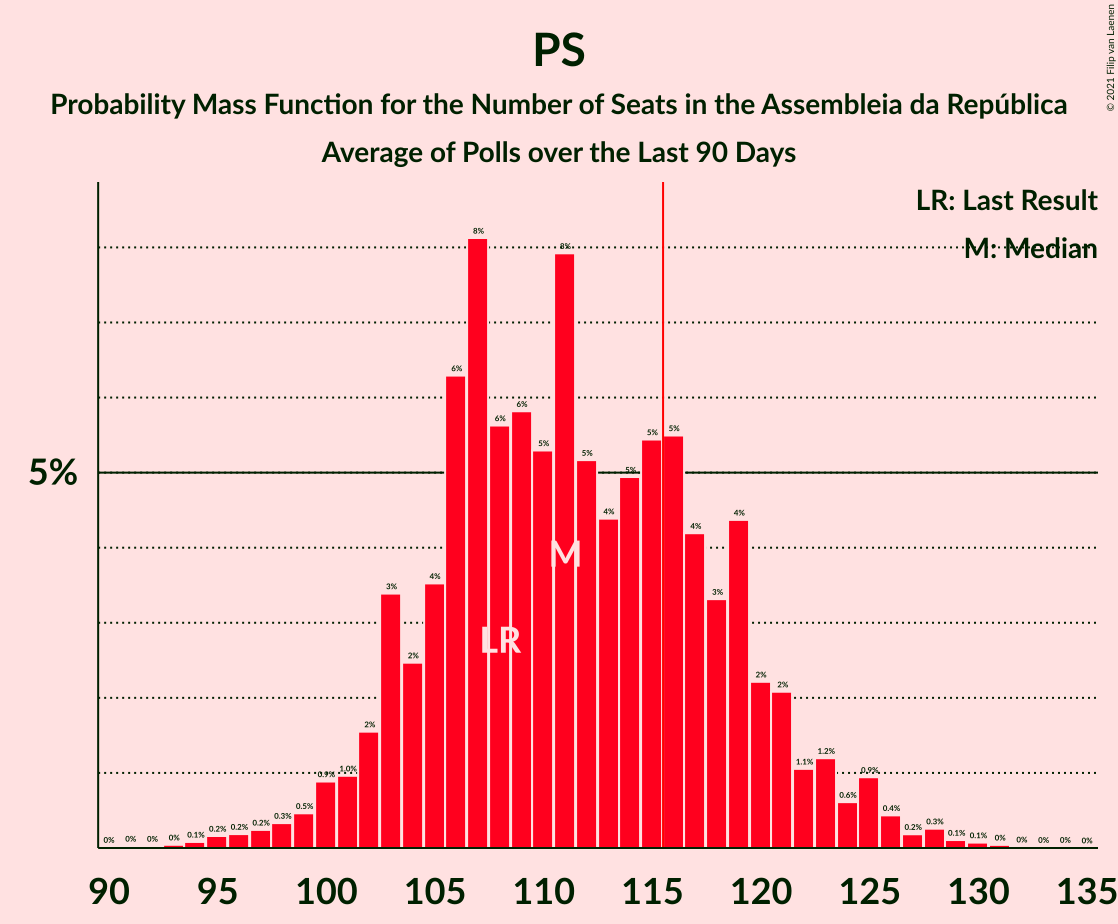 PS
Probability Mass Function for the Number of Seats in the Assembleia da República
Average of Polls over the Last 90 Days
© 2021 Filip van Laenen
LR: Last Result
M: Median
5%
0% 0% 0% 0% 0.1% 0.2% 0.2% 0.2% 0.3% 0.5% 0.9% 1.0% 2% 3% 2% 4% 6% 8% 6% 6% 5% 8% 5% 4% 5% 5% 5% 4% 3% 4% 2% 2% 1.1% 1.2% 0.6% 0.9% 0.4% 0.2% 0.3% 0.1% 0.1% 0% 0% 0% 0% 0%
M
LR
90 95 100 105 110 115 120 125 130 135